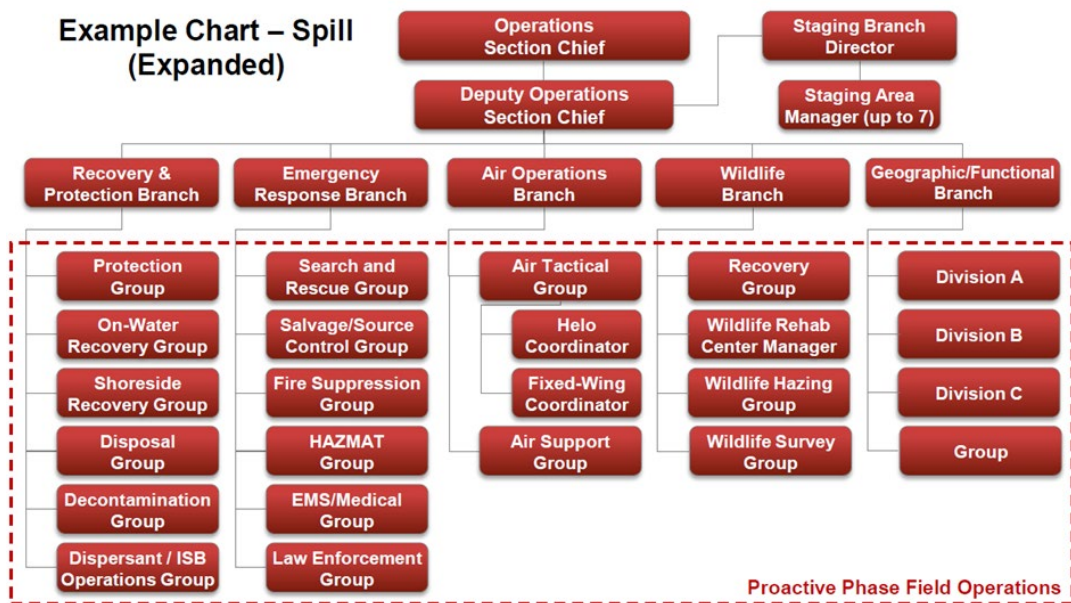 Example Chart – Spill
(Expanded)
Operations
Section Chief
Staging Branch
Director
Deputy Operations
Section Chief
Staging Area
Manager (up to 7)
Recovery &
Protection Branch
Emergency
Response Branch
Air Operations
Branch
Wildlife
Branch
Geographic/Functional
Branch
Protection
Group
On-Water
Recovery Group
Shoreside
Recovery Group
Disposal
Group
Decontamination
Group
Dispersant / ISB
Operations Group
Search and
Rescue Group
Salvage/Source
Control Group
Fire Suppression
Group
HAZMAT
Group
EMS/Medical
Group
Law Enforcement
Group
Air Tactical
Group
Helo
Coordinator
Fixed-Wing
Coordinator
Air Support
Group
Recovery
Group
Wildlife Rehab
Center Manager
Wildlife Hazing
Group
Wildlife Survey
Group
Division A
Division B
Division C
Group
Proactive Phase Field Operations